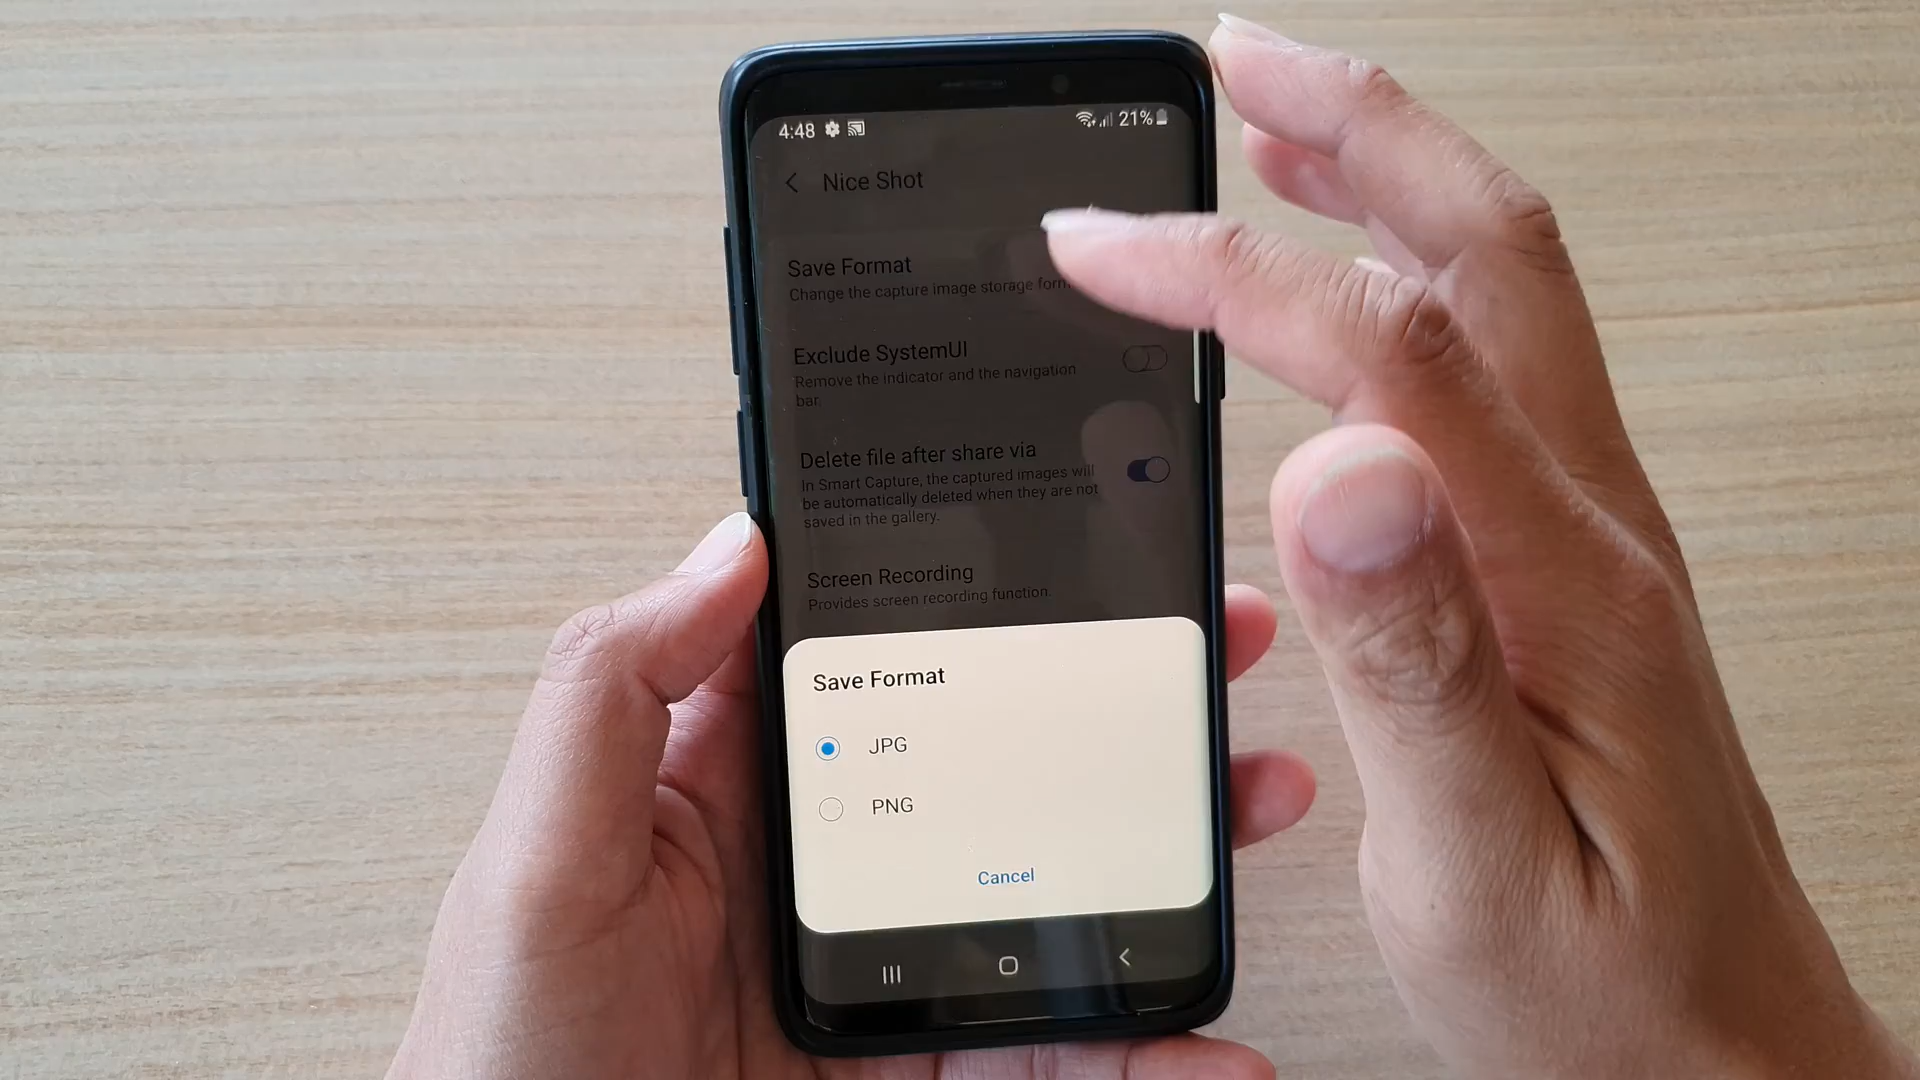 4:48 21%
Nice Shot
Save Format
Change the capture image storage
Exclude SystemUI
Remove the indicator and the navigation
bar.
Delete file after share via
In Smart Capture, the captured images will
be automatically deleted when they are not
saved in the gallery.
Screen Recording
Provides screen recording function.
Save Format
JPG
PNG
Cancel